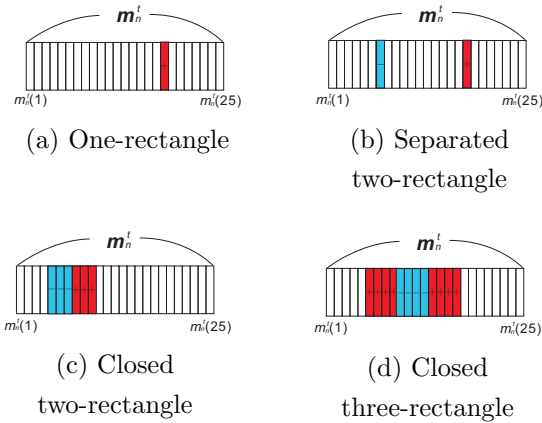 m_n^t
m_n^t(1) m_n^t(25)
(a) One-rectangle
m_n^t
m_n^t(1) m_n^t(25)
(b) Separated
two-rectangle
m_n^t
m_n^t(1) m_n^t(25)
(c) Closed
two-rectangle
m_n^t
m_n^t(1) m_n^t(25)
(d) Closed
three-rectangle